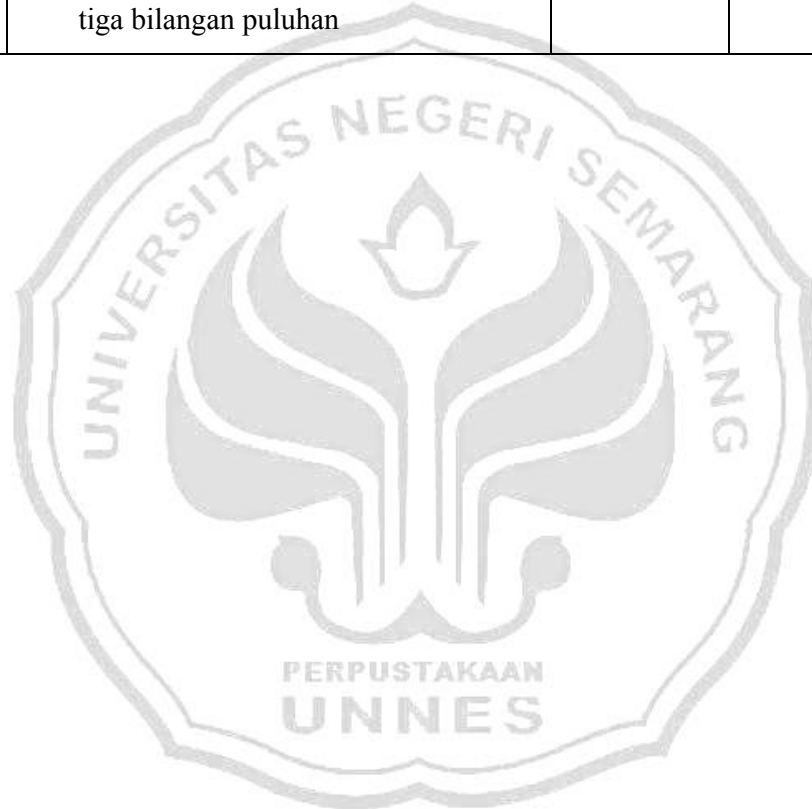 tiga bilangan puluhan
UNIVERSITAS NEGERI SEMARANG
PERPUSTAKAAN
UNNES